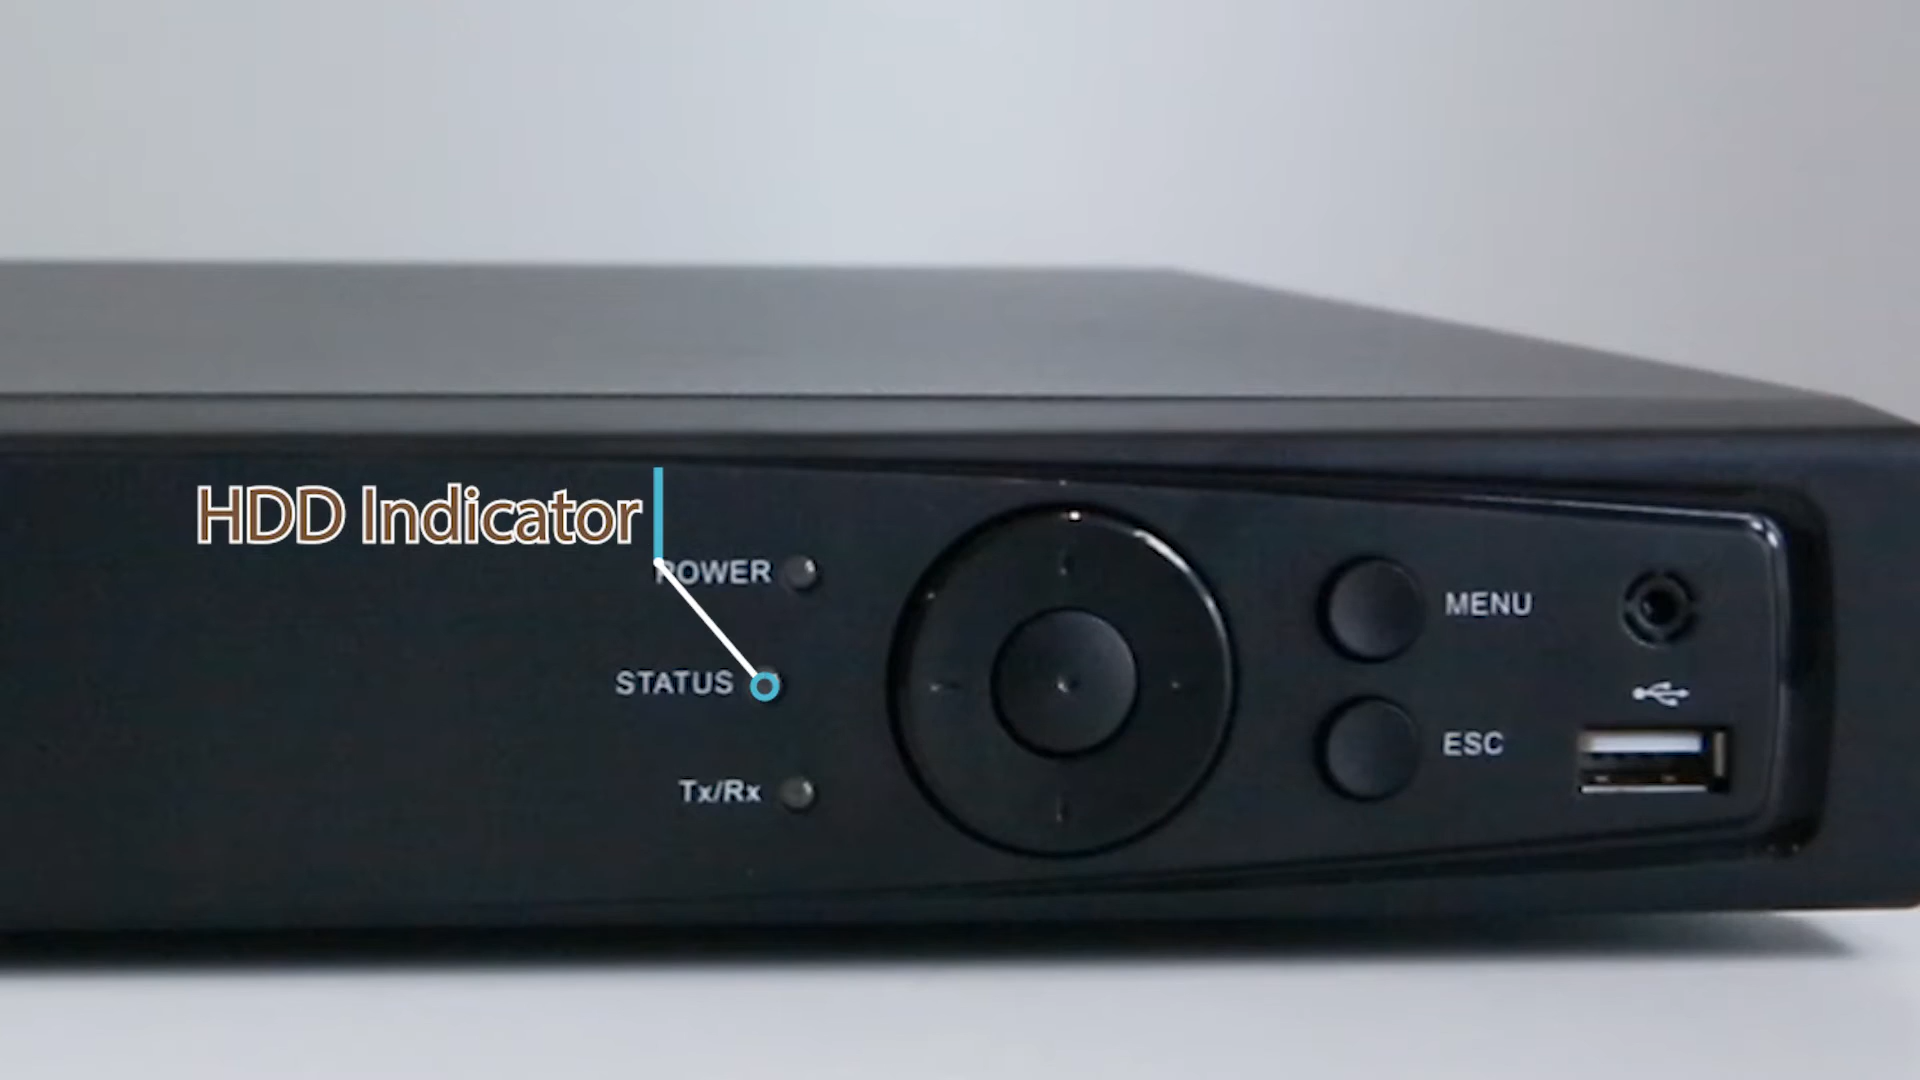 HDD Indicator
POWER
STATUS
Tx/Rx
MENU
ESC